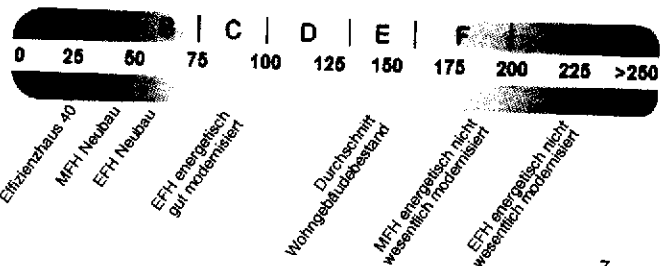 B C D E F
0 25 50 75 100 125 150 175 200 225 >250
Effizienzhaus 40
MFH Neubau
EFH Neubau
EFH energetisch
gut modernisiert
Durchschnitt
Wohngebäudebestand
MFH energetisch nicht
wesentlich modernisiert
EFH energetisch nicht
wesentlich modernisiert